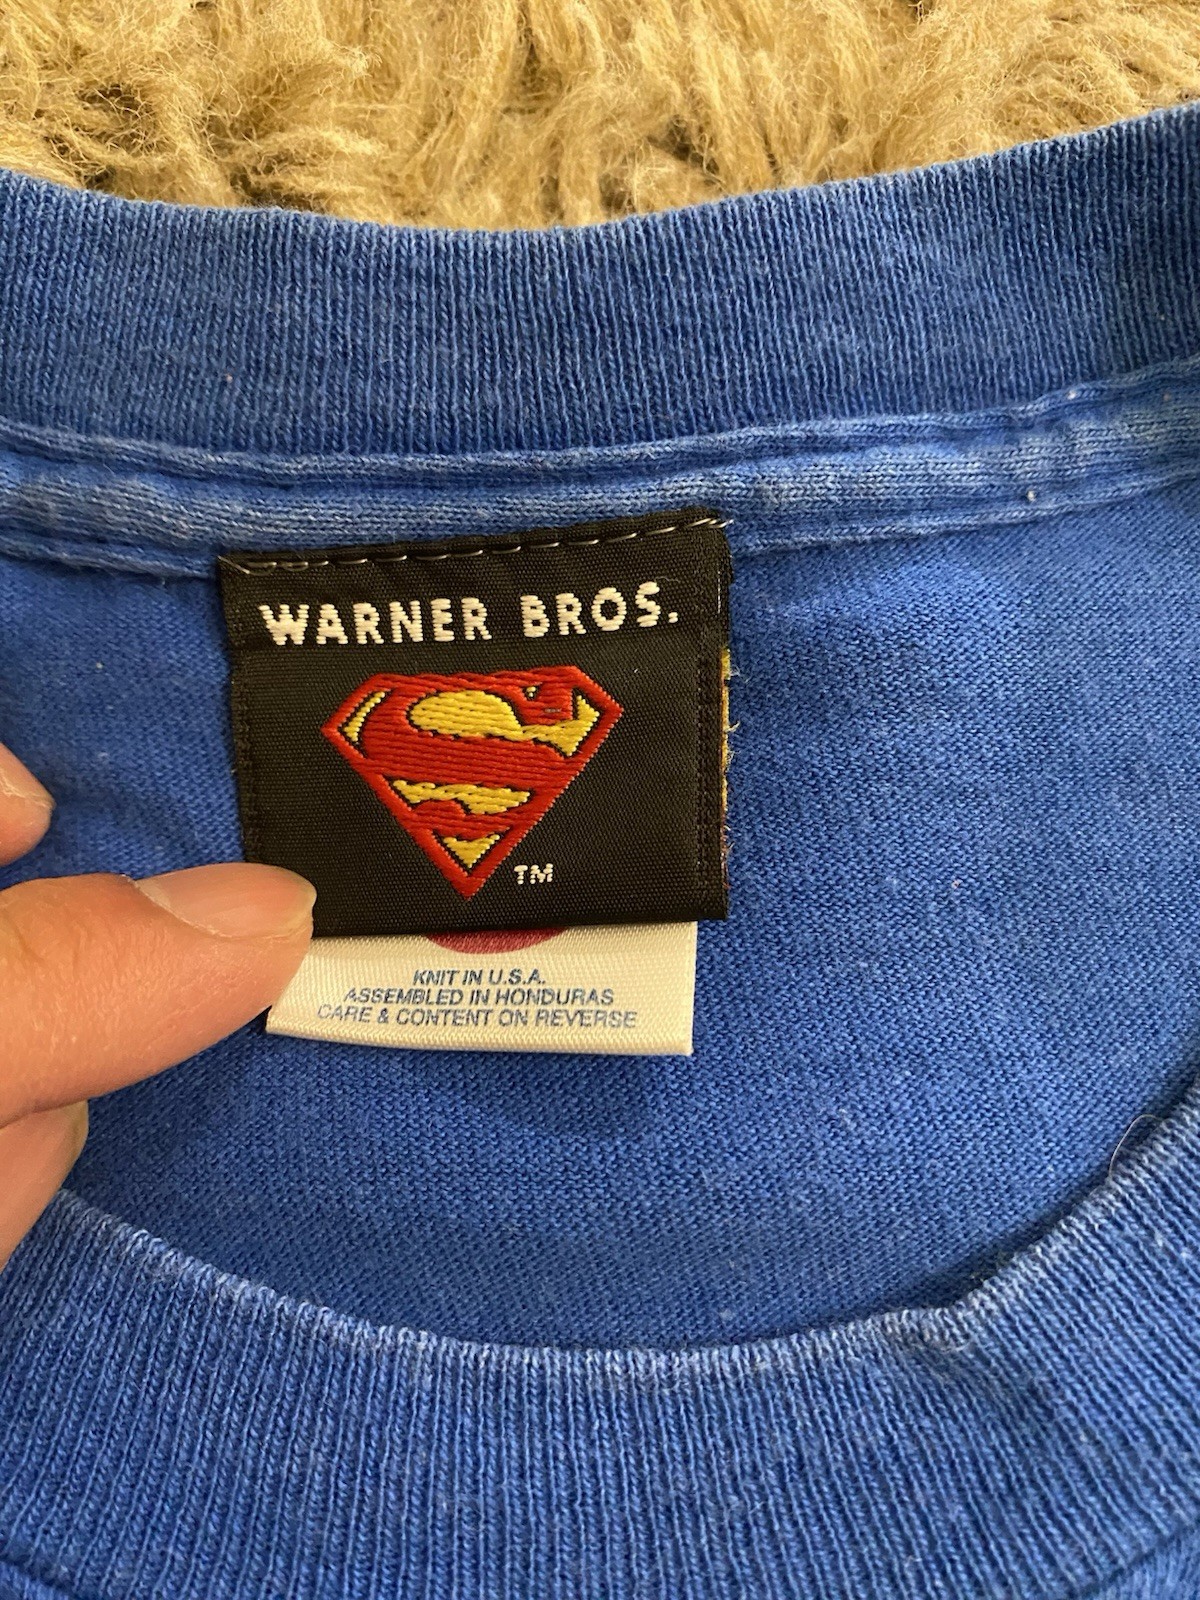 WARNER BROS.
TM
KNIT IN U.S.A.
ASSEMBLED IN HONDURAS
CARE & CONTENT ON REVERSE